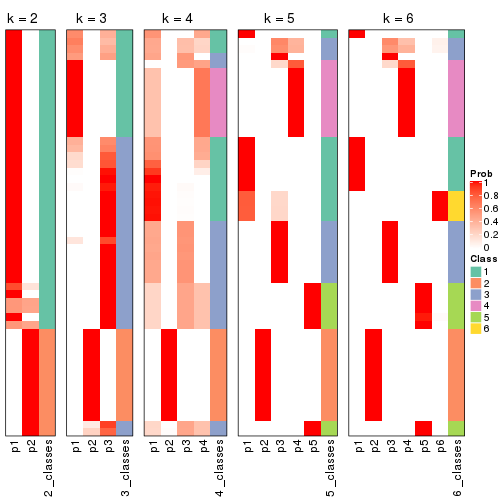 k = 2
k = 3
k = 4
k = 5
k = 6
p1
p2
2_classes
p1
p2
p3
3_classes
p1
p2
p3
p4
4_classes
p1
p2
p3
p4
p5
5_classes
p1
p2
p3
p4
p5
p6
6_classes
Prob
1
0.8
0.6
0.4
0.2
0
Class
1
2
3
4
5
6